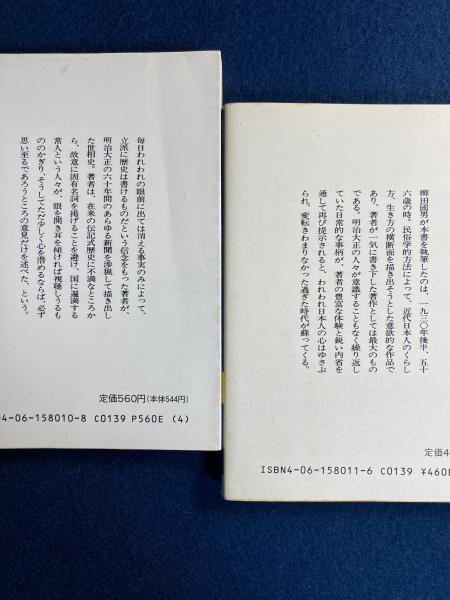 毎日われわれの眼前に出ては消える事実のみによって、
立派に歴史は書けるものだという信念をもった著者が、
明治大正の六十年間のあらゆる新聞を渉猟して描き出し
た世相史。著者は、在来の伝記式歴史に不満なところか
ら、故意に固有名詞を掲げることを避け、国に遍満する
常人という人々が、眼を開き耳を傾ければ視聴しうるも
ののかぎり、そうしてただ少しく心を潜めるならば、必ず
思い至るであろうところの意見だけを述べた、という。
定価560円(本体544円)
4-06-158010-8 C0139 P560E (4)
柳田國男が本書を執筆したのは、一九三〇年後半、五十
六歳の時。民俗学的方法によって、近代日本人のくらし
方、生き方の横断面を描き出そうとした意欲的な作品で
あり、著者が一気に書き下した著作としては最大のもの
である。明治大正の人々が意識することもなく繰り返し
ていた日常的な事柄が、著者の豊富な体験と鋭い内省を
通して再び提示されると、われわれ日本人の心はゆさぶ
られ、変転きわまりなかった過ぎた時代が蘇ってくる。
定価4
ISBN4-06-158011-6 C0139 ¥460E